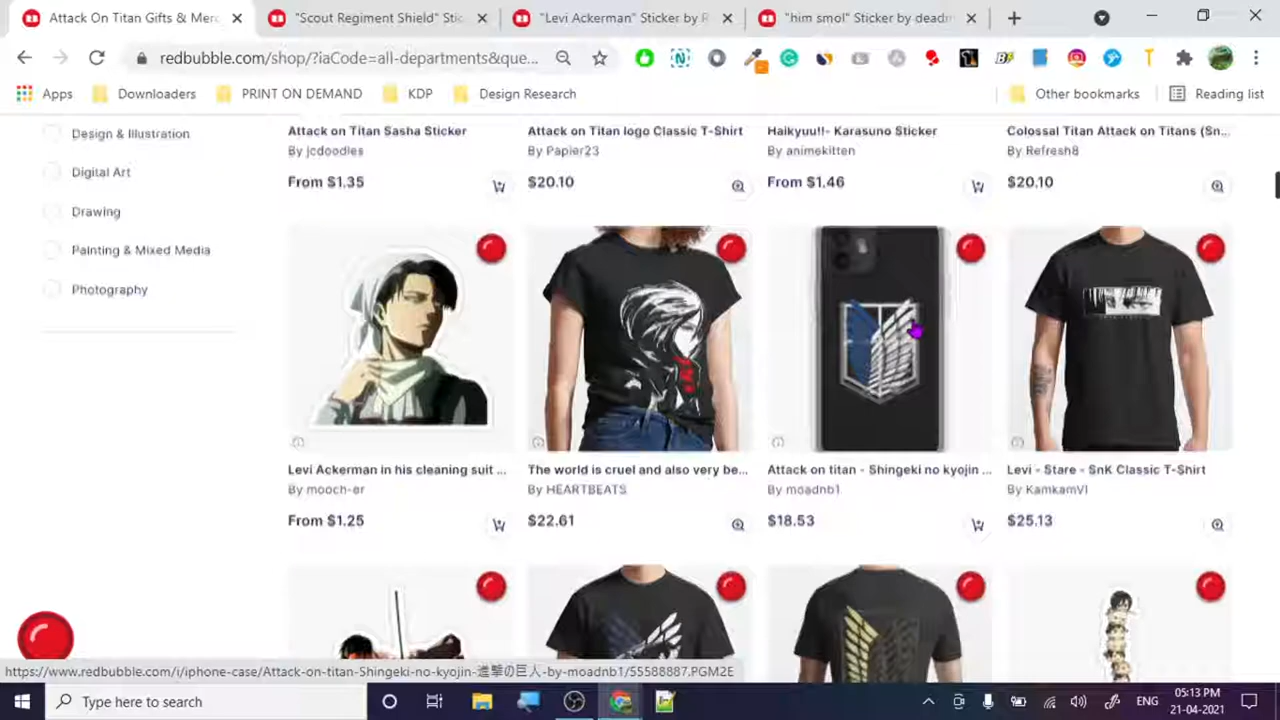 Attack On Titan Gifts & Merc
"Scout Regiment Shield" Stic
"Levi Ackerman" Sticker by R
"him smol" Sticker by deadm
redbubble.com/shop/?iaCode=all-departments&que...
Apps
Downloaders
PRINT ON DEMAND
KDP
Design Research
Other bookmarks
Reading list
Design & Illustration
Digital Art
Drawing
Painting & Mixed Media
Photography
Attack on Titan Sasha Sticker
By jcdoodles
From $1.35
Attack on Titan logo Classic T-Shirt
By Papier23
$20.10
Haikyuu!!- Karasuno Sticker
By animekitten
From $1.46
Colossal Titan Attack on Titans (Sn...
By Refresh8
$20.10
Levi Ackerman in his cleaning suit ...
By mooch-er
From $1.25
The world is cruel and also very be...
By HEARTBEATS
$22.61
Attack on titan - Shingeki no kyojin ...
By moadnb1
$18.53
Levi - Stare - SnK Classic T-Shirt
By KamkamVI
$25.13
https://www.redbubble.com/i/iphone-case/Attack-on-titan-Shingeki-no-kyojin-進撃の巨人-by-moadnb1/55588887.PGM2E
Type here to search
ENG
05:13 PM
21-04-2021